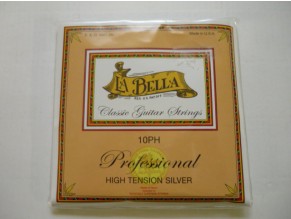 LA BELLA
Classic Guitar Strings
10PH
Professional
HIGH TENSION SILVER